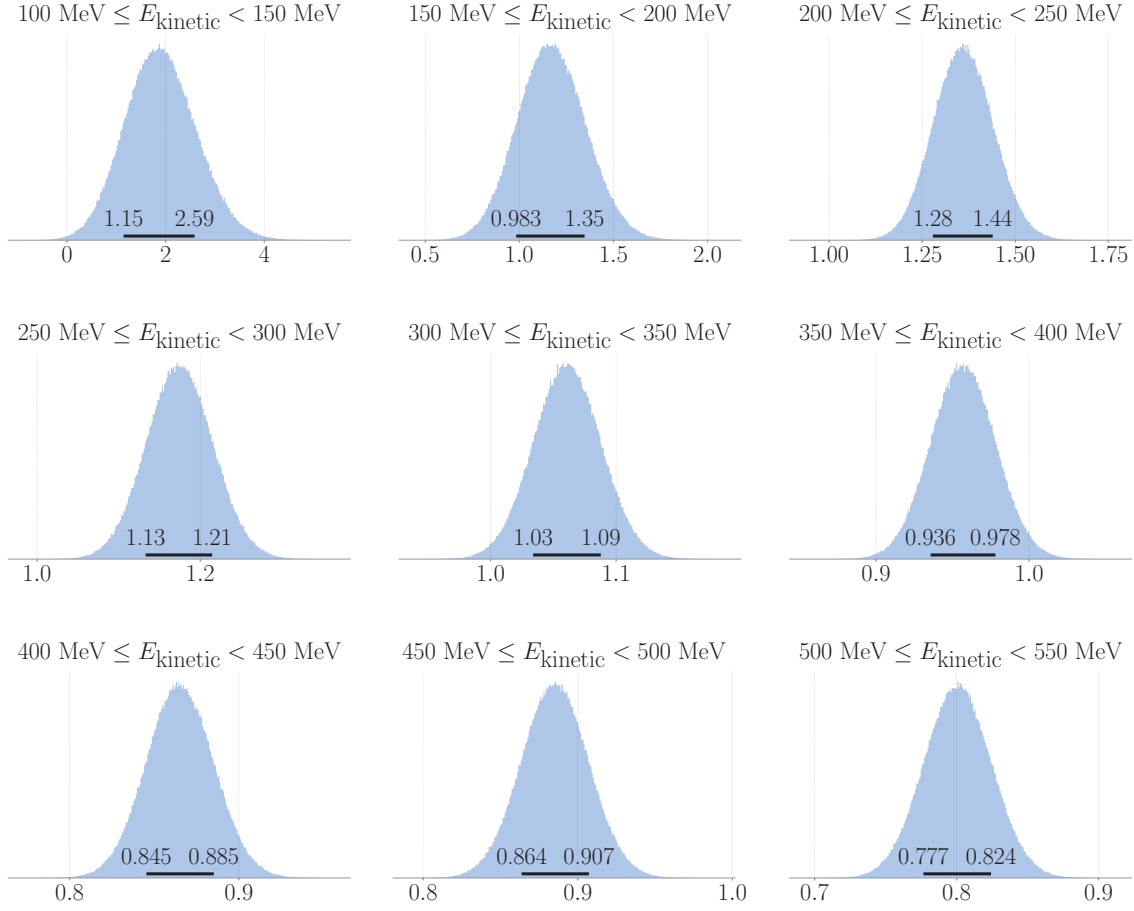 100 MeV ≤ E_kinetic < 150 MeV
150 MeV ≤ E_kinetic < 200 MeV
200 MeV ≤ E_kinetic < 250 MeV
1.15 2.59
0.983 1.35
1.28 1.44
0 2 4
0.5 1.0 1.5 2.0
1.00 1.25 1.50 1.75
250 MeV ≤ E_kinetic < 300 MeV
300 MeV ≤ E_kinetic < 350 MeV
350 MeV ≤ E_kinetic < 400 MeV
1.13 1.21
1.03 1.09
0.936 0.978
1.0 1.2
1.0 1.1
0.9 1.0
400 MeV ≤ E_kinetic < 450 MeV
450 MeV ≤ E_kinetic < 500 MeV
500 MeV ≤ E_kinetic < 550 MeV
0.845 0.885
0.864 0.907
0.777 0.824
0.8 0.9
0.8 0.9 1.0
0.7 0.8 0.9